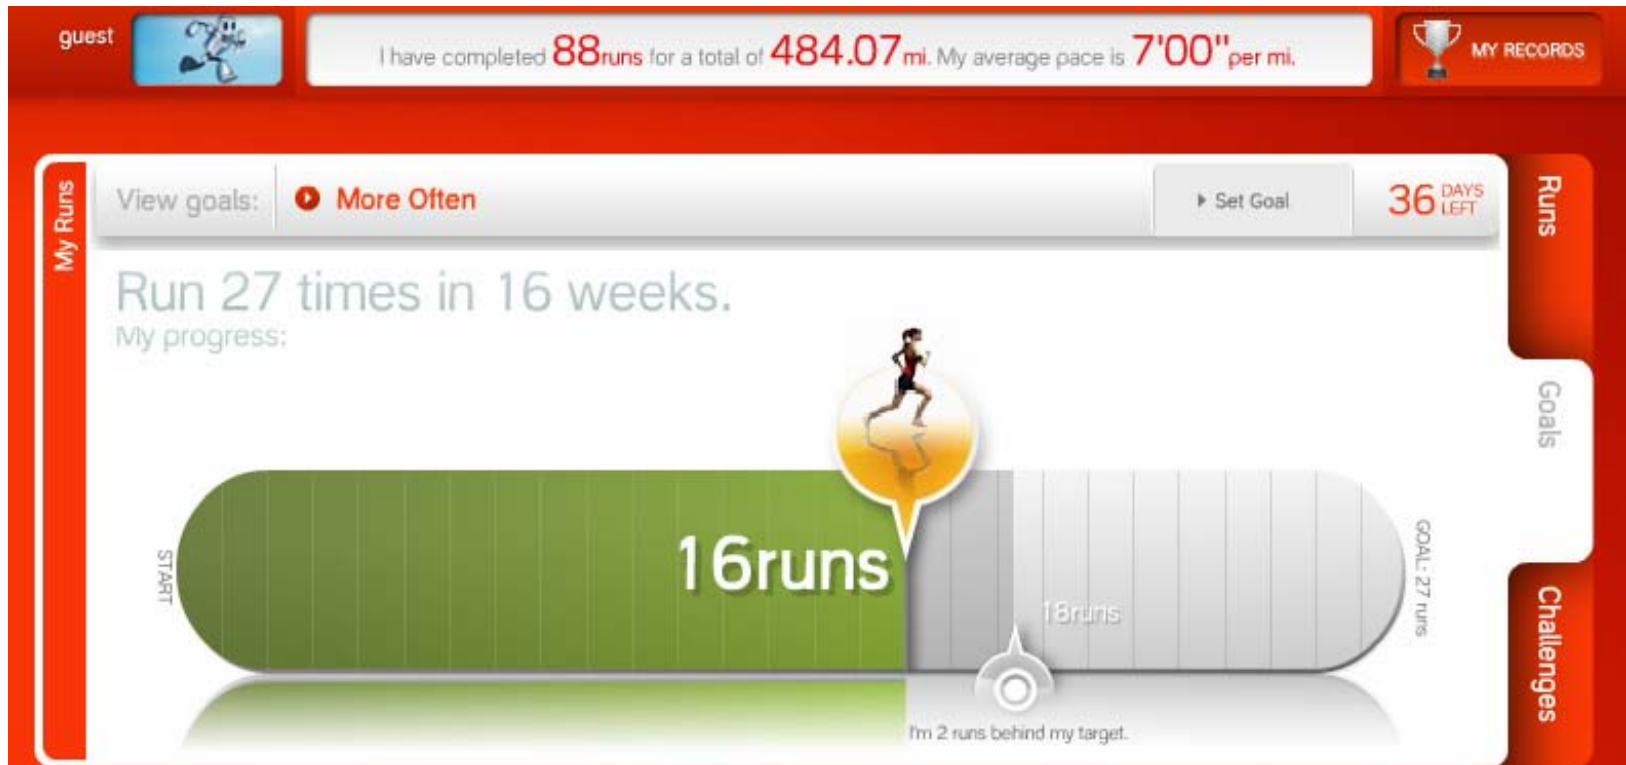 guest
I have completed 88runs for a total of 484.07mi. My average pace is 7'00"per mi.
MY RECORDS
My Runs
View goals:
More Often
Set Goal
36 DAYS LEFT
Runs
Run 27 times in 16 weeks.
My progress:
Goals
START
16runs
18runs
GOAL: 27 runs
I'm 2 runs behind my target.
Challenges